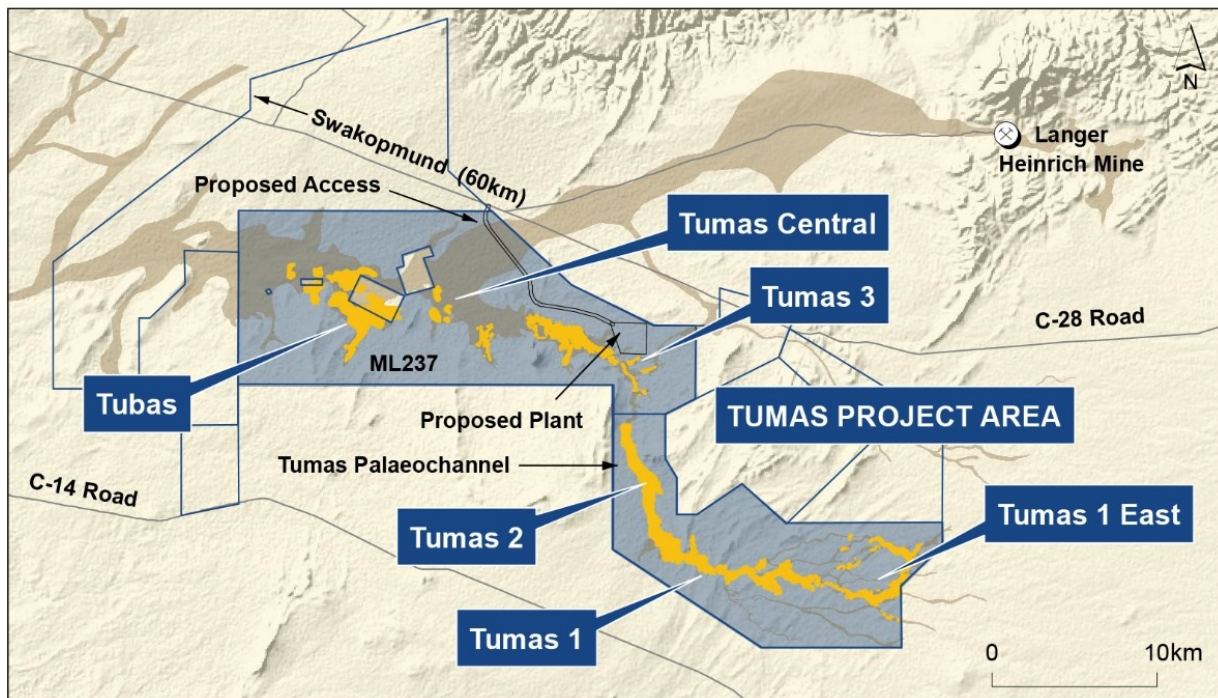 N
Swakopmund (60km)
Langer
Heinrich Mine
Proposed Access
Tumas Central
Tumas 3
C-28 Road
ML237
Tubas
Proposed Plant
TUMAS PROJECT AREA
Tumas Palaeochannel
C-14 Road
Tumas 2
Tumas 1 East
Tumas 1
0 10km